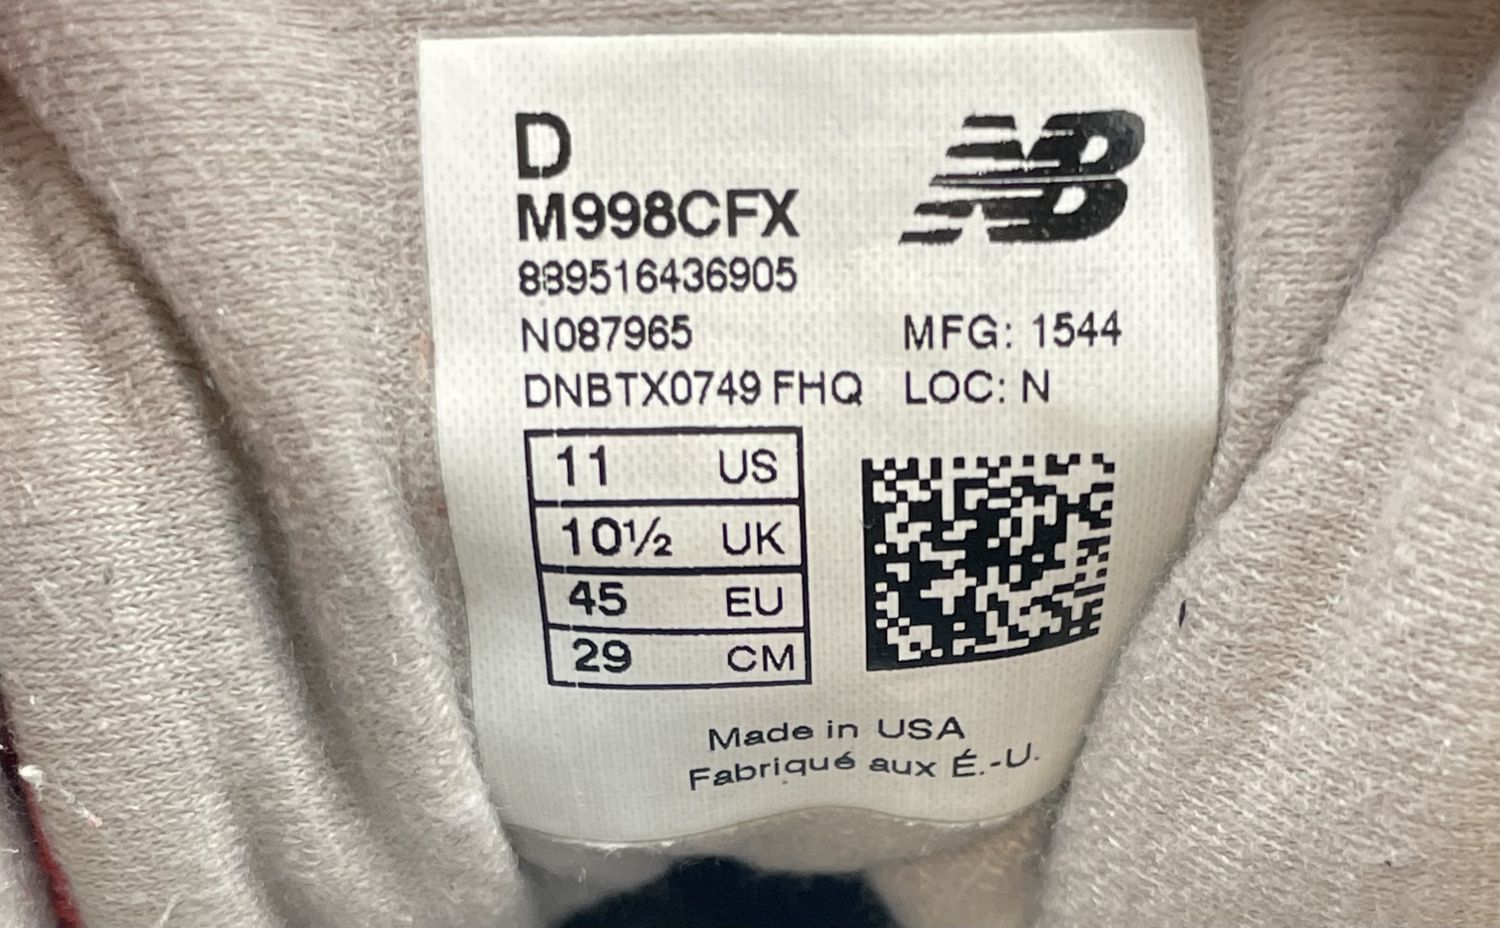 D
NB
M998CFX
889516436905
N087965
MFG: 1544
DNBTX0749 FHQ
LOC: N
11 US
10½ UK
45 EU
29 CM
Made in USA
Fabriqué aux É.-U.